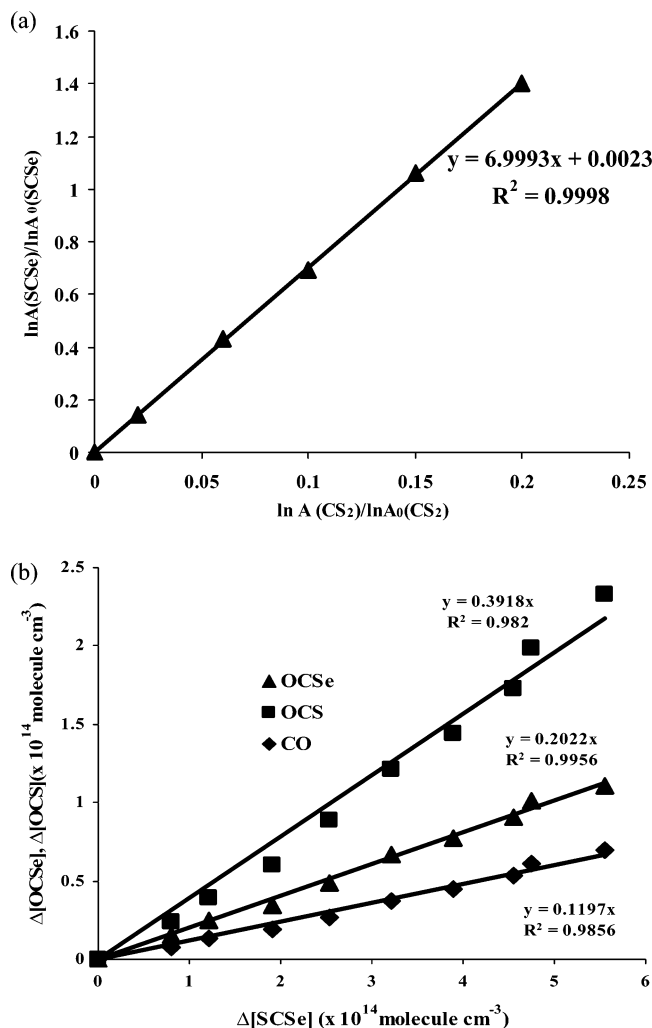 (a)
1.6
1.4
1.2
1
0.8
0.6
0.4
0.2
0
lnA(SCSe)/lnA₀(SCSe)
y = 6.9993x + 0.0023
R² = 0.9998
0 0.05 0.1 0.15 0.2 0.25
ln A (CS₂)/lnA₀(CS₂)
(b)
2.5
2
1.5
1
0.5
0
Δ[OCSe], Δ[OCS](x 10¹⁴ molecule cm⁻³)
y = 0.3918x
R² = 0.982
OCSe
OCS
CO
y = 0.2022x
R² = 0.9956
y = 0.1197x
R² = 0.9856
0 1 2 3 4 5 6
Δ[SCSe] (x 10¹⁴ molecule cm⁻³)